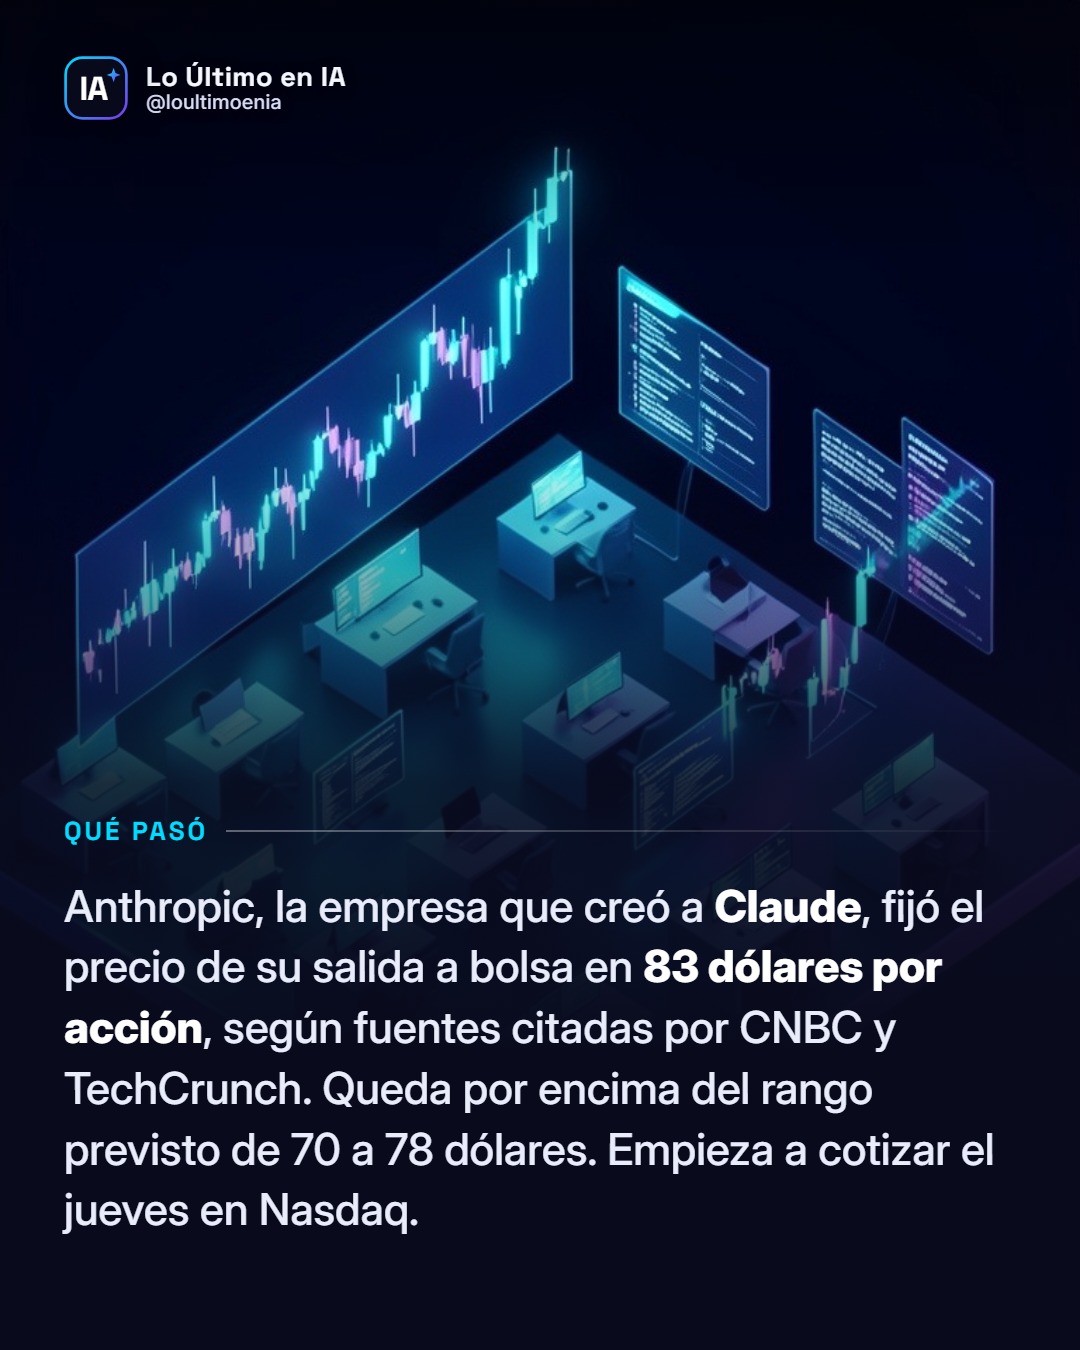 IA
Lo Último en IA
@loultimoenia
QUÉ PASÓ
Anthropic, la empresa que creó a Claude, fijó el
precio de su salida a bolsa en 83 dólares por
acción, según fuentes citadas por CNBC y
TechCrunch. Queda por encima del rango
previsto de 70 a 78 dólares. Empieza a cotizar el
jueves en Nasdaq.